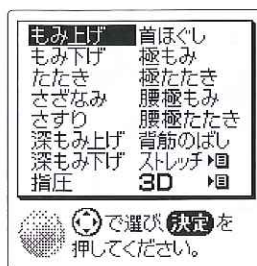 もみ上げ 首ほぐし
もみ下げ 極もみ
たたき 極たたき
さざなみ 腰極もみ
さすり 腰極たたき
深もみ上げ 背筋のばし
深もみ下げ ストレッチ
指圧 3D
で選び、決定を
押してください。